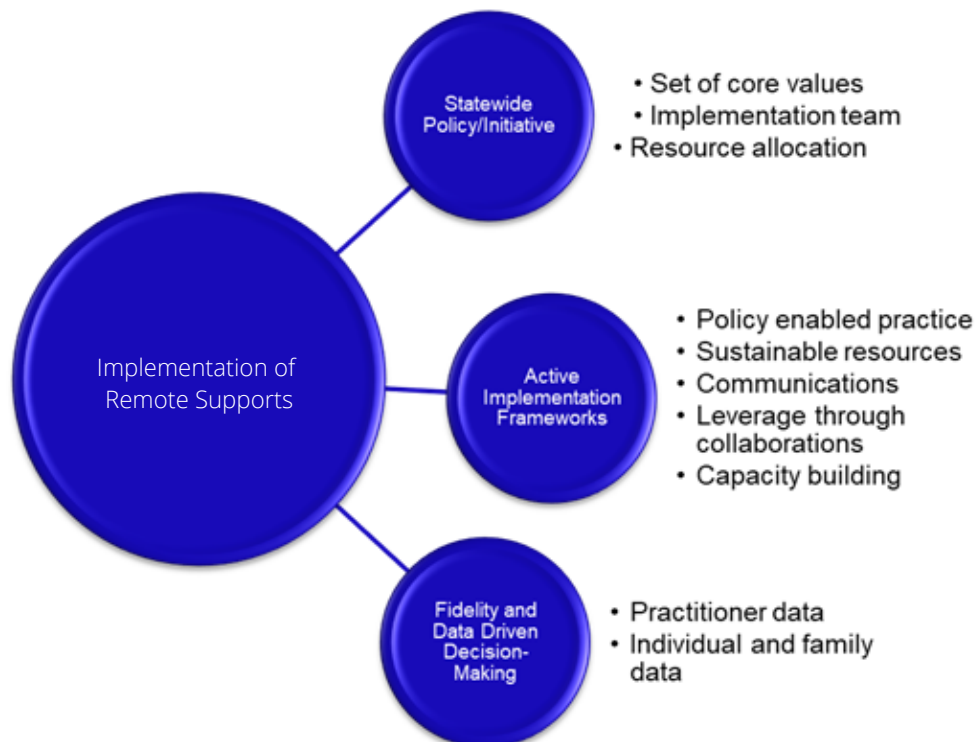 Statewide
Policy/Initiative
• Set of core values
• Implementation team
• Resource allocation
Implementation of
Remote Supports
Active
Implementation
Frameworks
• Policy enabled practice
• Sustainable resources
• Communications
• Leverage through
collaborations
• Capacity building
Fidelity and
Data Driven
Decision-
Making
• Practitioner data
• Individual and family
data